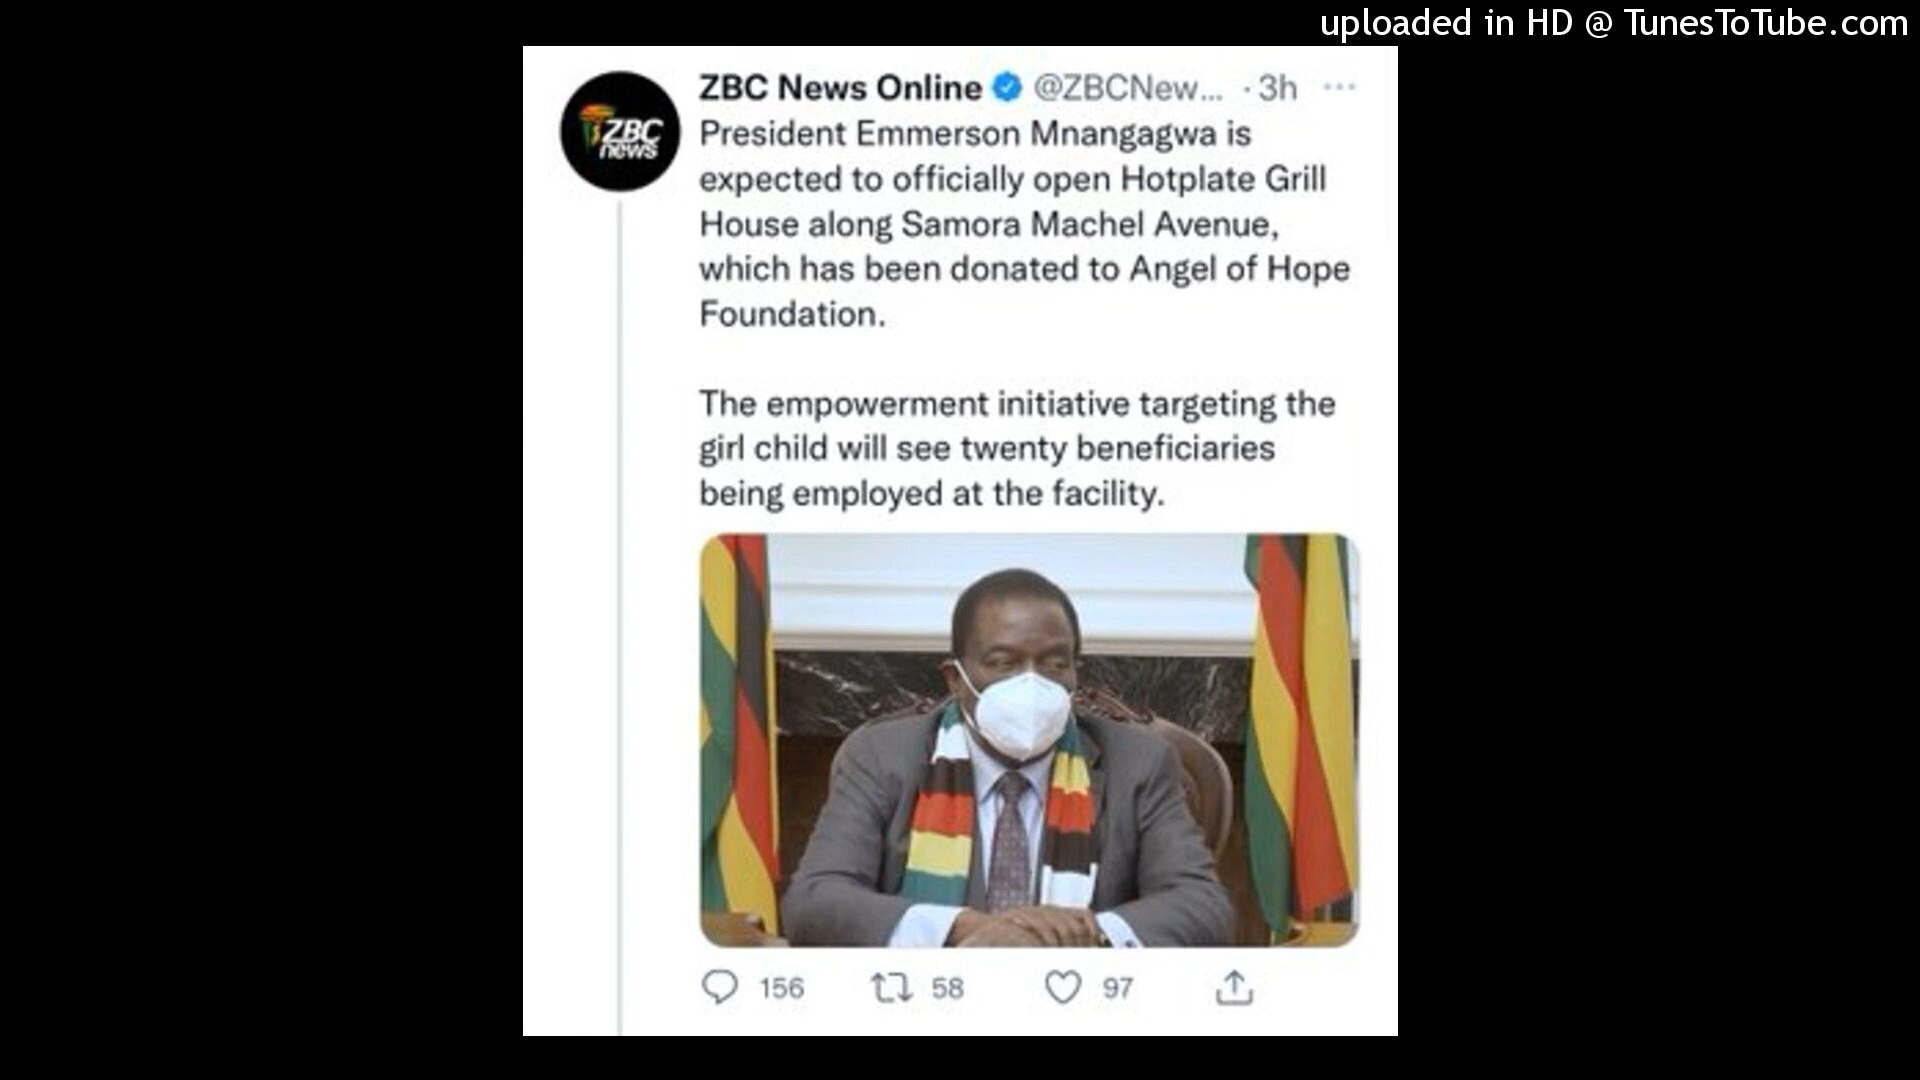 uploaded in HD @ TunesToTube.com
ZBC News Online @ZBCNew... · 3h ...
ZBC
news
President Emmerson Mnangagwa is
expected to officially open Hotplate Grill
House along Samora Machel Avenue,
which has been donated to Angel of Hope
Foundation.
The empowerment initiative targeting the
girl child will see twenty beneficiaries
being employed at the facility.
156 58 97